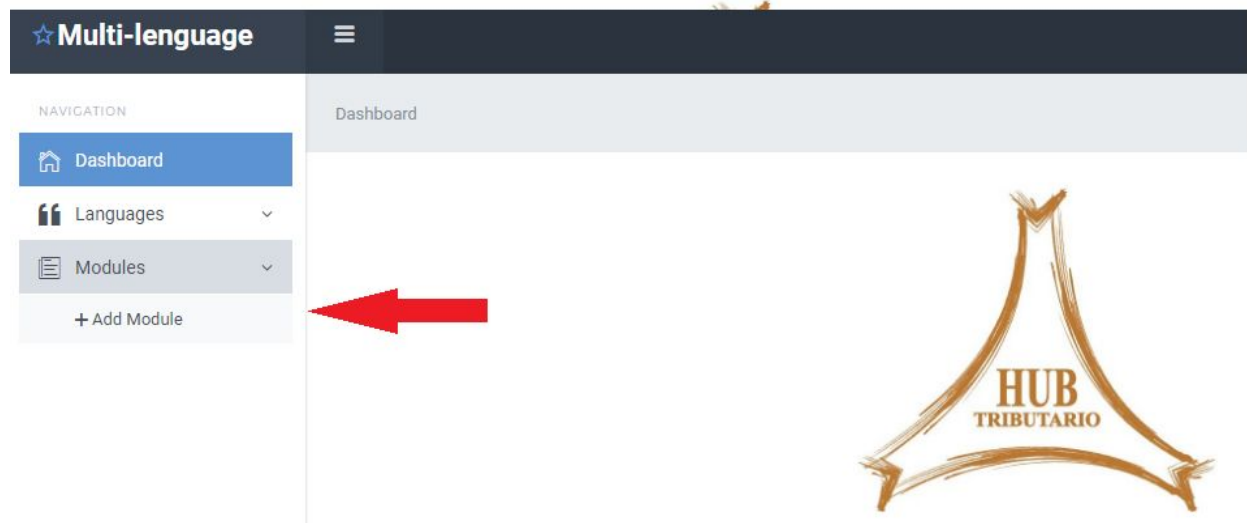 Multi-lenguage
NAVIGATION
Dashboard
Dashboard
Languages
Modules
+ Add Module
HUB
TRIBUTARIO